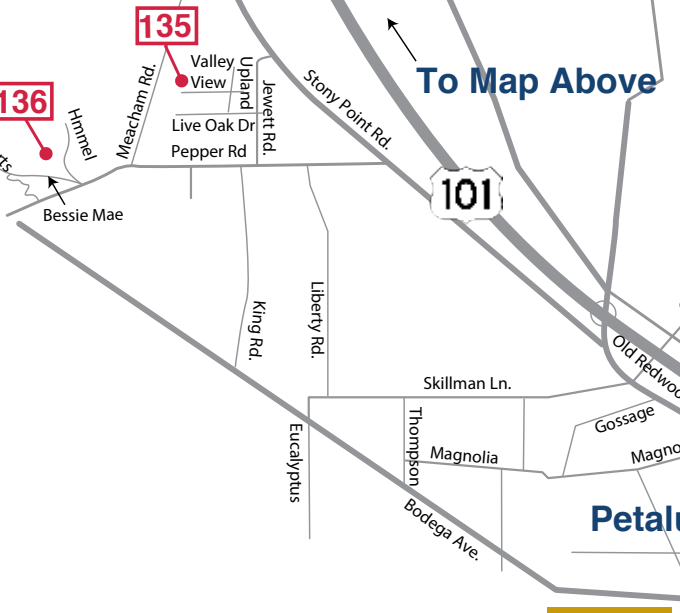 135
Valley
View
Upland
Jewett Rd.
Stony Point Rd.
To Map Above
136
Hmmel
Meacham Rd.
Live Oak Dr
Pepper Rd
rts
Bessie Mae
101
King Rd.
Liberty Rd.
Old Redwoo
Skillman Ln.
Eucalyptus
Thompson
Gossage
Magnolia
Magno
Bodega Ave.
Petalu